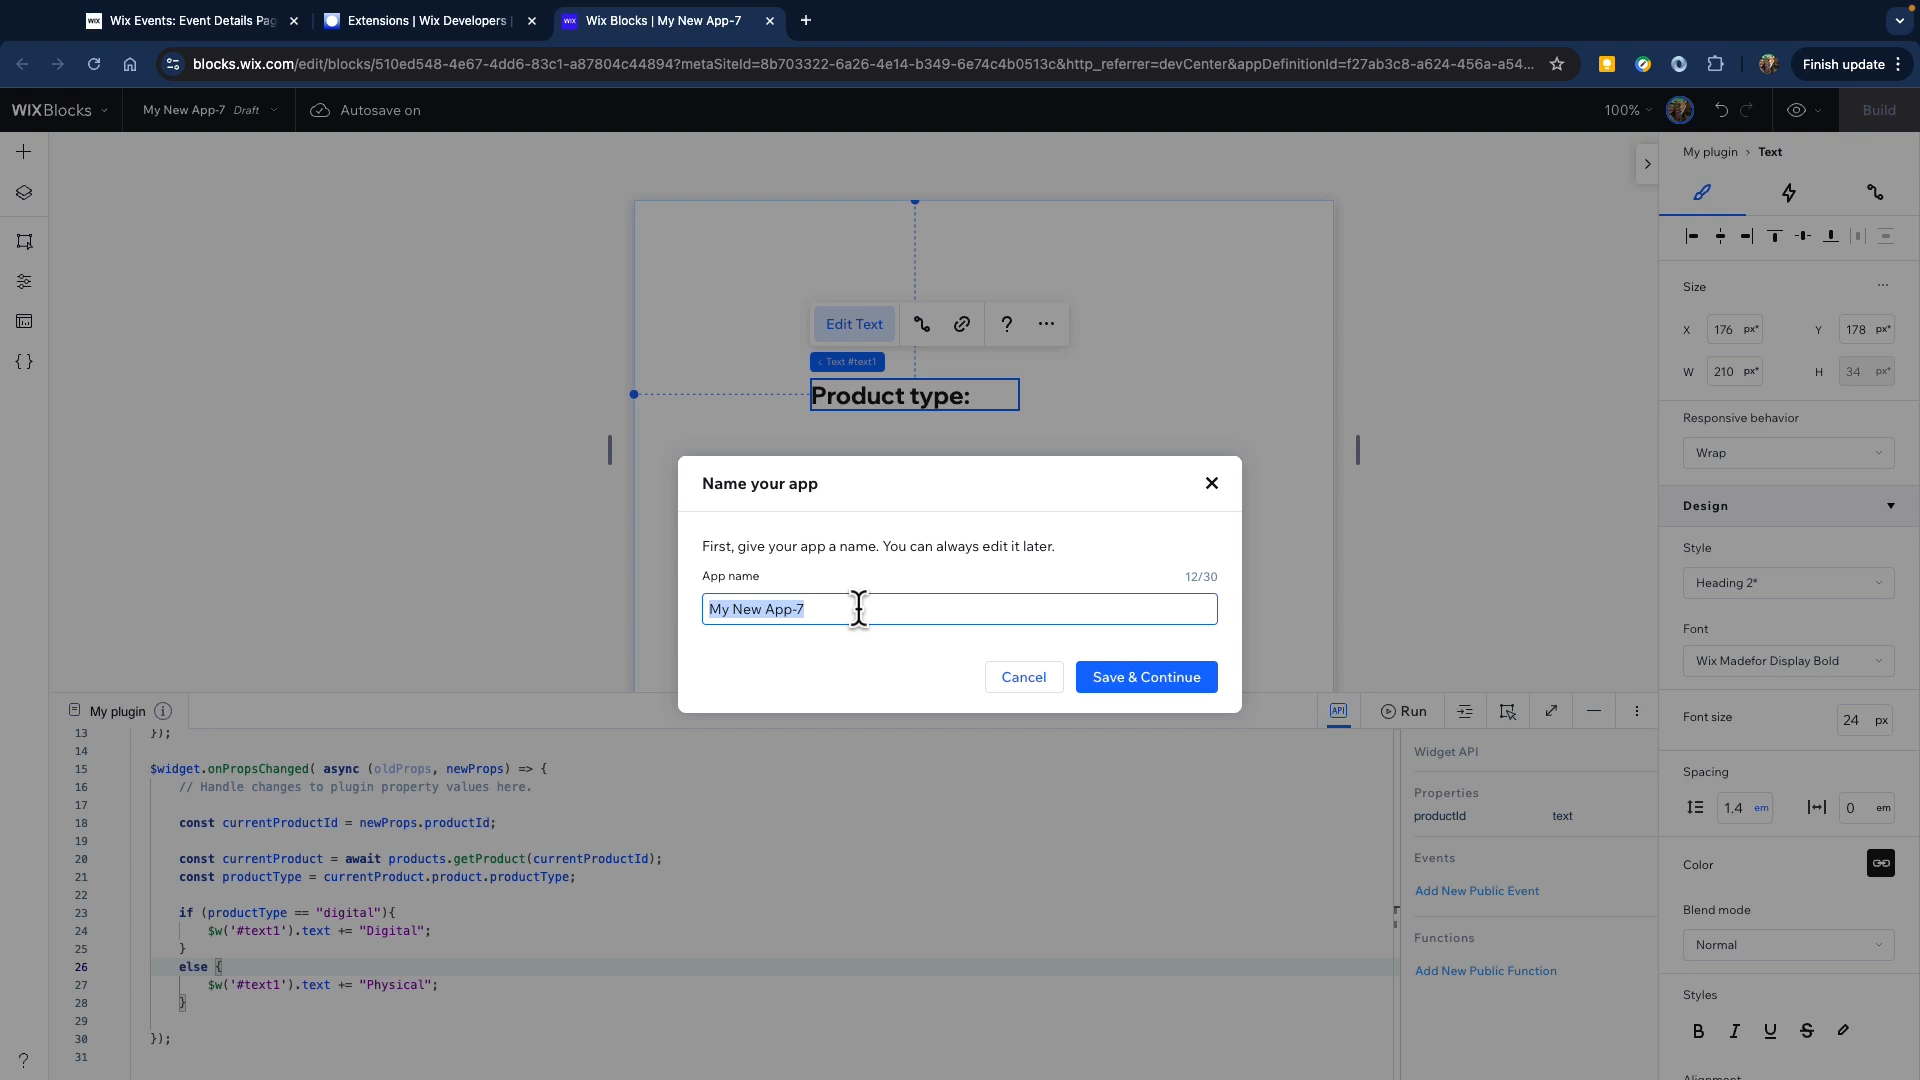 Wix Events: Event Details Pag
Extensions | Wix Developers |
Wix Blocks | My New App-7
blocks.wix.com/edit/blocks/510ed548-4e67-4dd6-83c1-a87804c44894?metaSiteId=8b703322-6a26-4e14-b349-6e74c4b0513c&http_referrer=devCenter&appDefinitionId=f27ab3c8-a624-456a-a54...
Finish update
WIXBlocks
My New App-7 Draft
Autosave on
100%
Build
My plugin > Text
Size
X 176 px* Y 178 px*
W 210 px* H 34 px*
Responsive behavior
Wrap
Design
Style
Heading 2*
Font
Wix Madefor Display Bold
Font size 24 px
Spacing
1.4 em 0 em
Color
Blend mode
Normal
Styles
B I U S
Alignment
Edit Text
?
< Text #text1
Product type:
Name your app
First, give your app a name. You can always edit it later.
App name 12/30
My New App-7
Cancel
Save & Continue
My plugin
API
Run
13 });
14
15 $widget.onPropsChanged( async (oldProps, newProps) => {
16 // Handle changes to plugin property values here.
17
18 const currentProductId = newProps.productId;
19
20 const currentProduct = await products.getProduct(currentProductId);
21 const productType = currentProduct.product.productType;
22
23 if (productType == "digital"){
24 $w('#text1').text += "Digital";
25 }
26 else {
27 $w('#text1').text += "Physical";
28 }
29
30 });
31
Widget API
Properties
productId text
Events
Add New Public Event
Functions
Add New Public Function
?